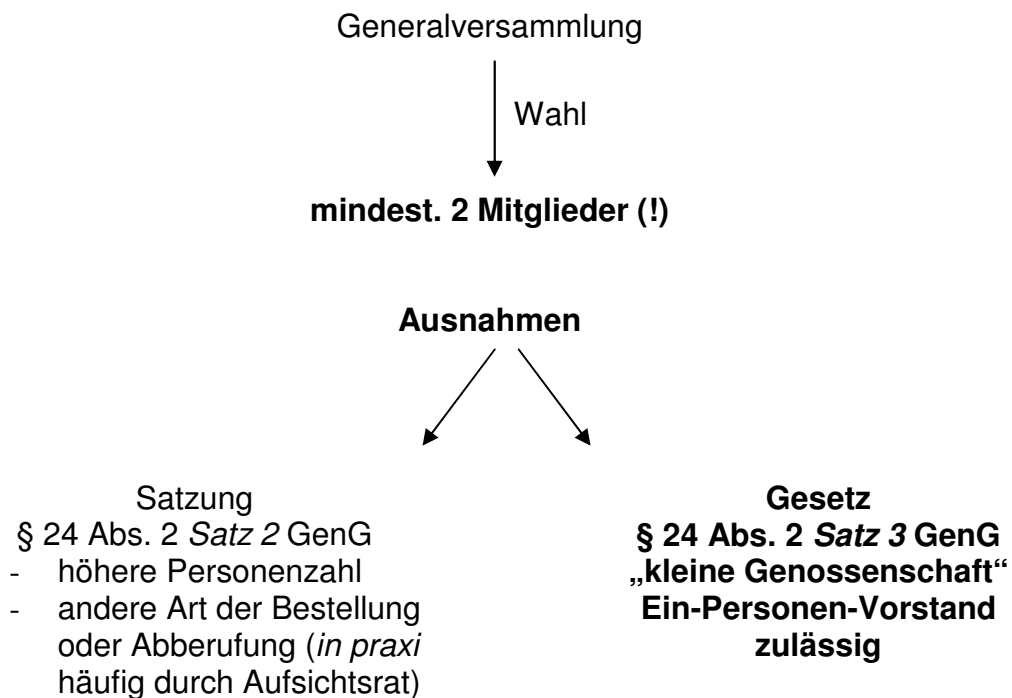 Generalversammlung
Wahl
mindest. 2 Mitglieder (!)
Ausnahmen
Satzung
§ 24 Abs. 2 Satz 2 GenG
- höhere Personenzahl
- andere Art der Bestellung
oder Abberufung (in praxi
häufig durch Aufsichtsrat)
Gesetz
§ 24 Abs. 2 Satz 3 GenG
„kleine Genossenschaft“
Ein-Personen-Vorstand
zulässig